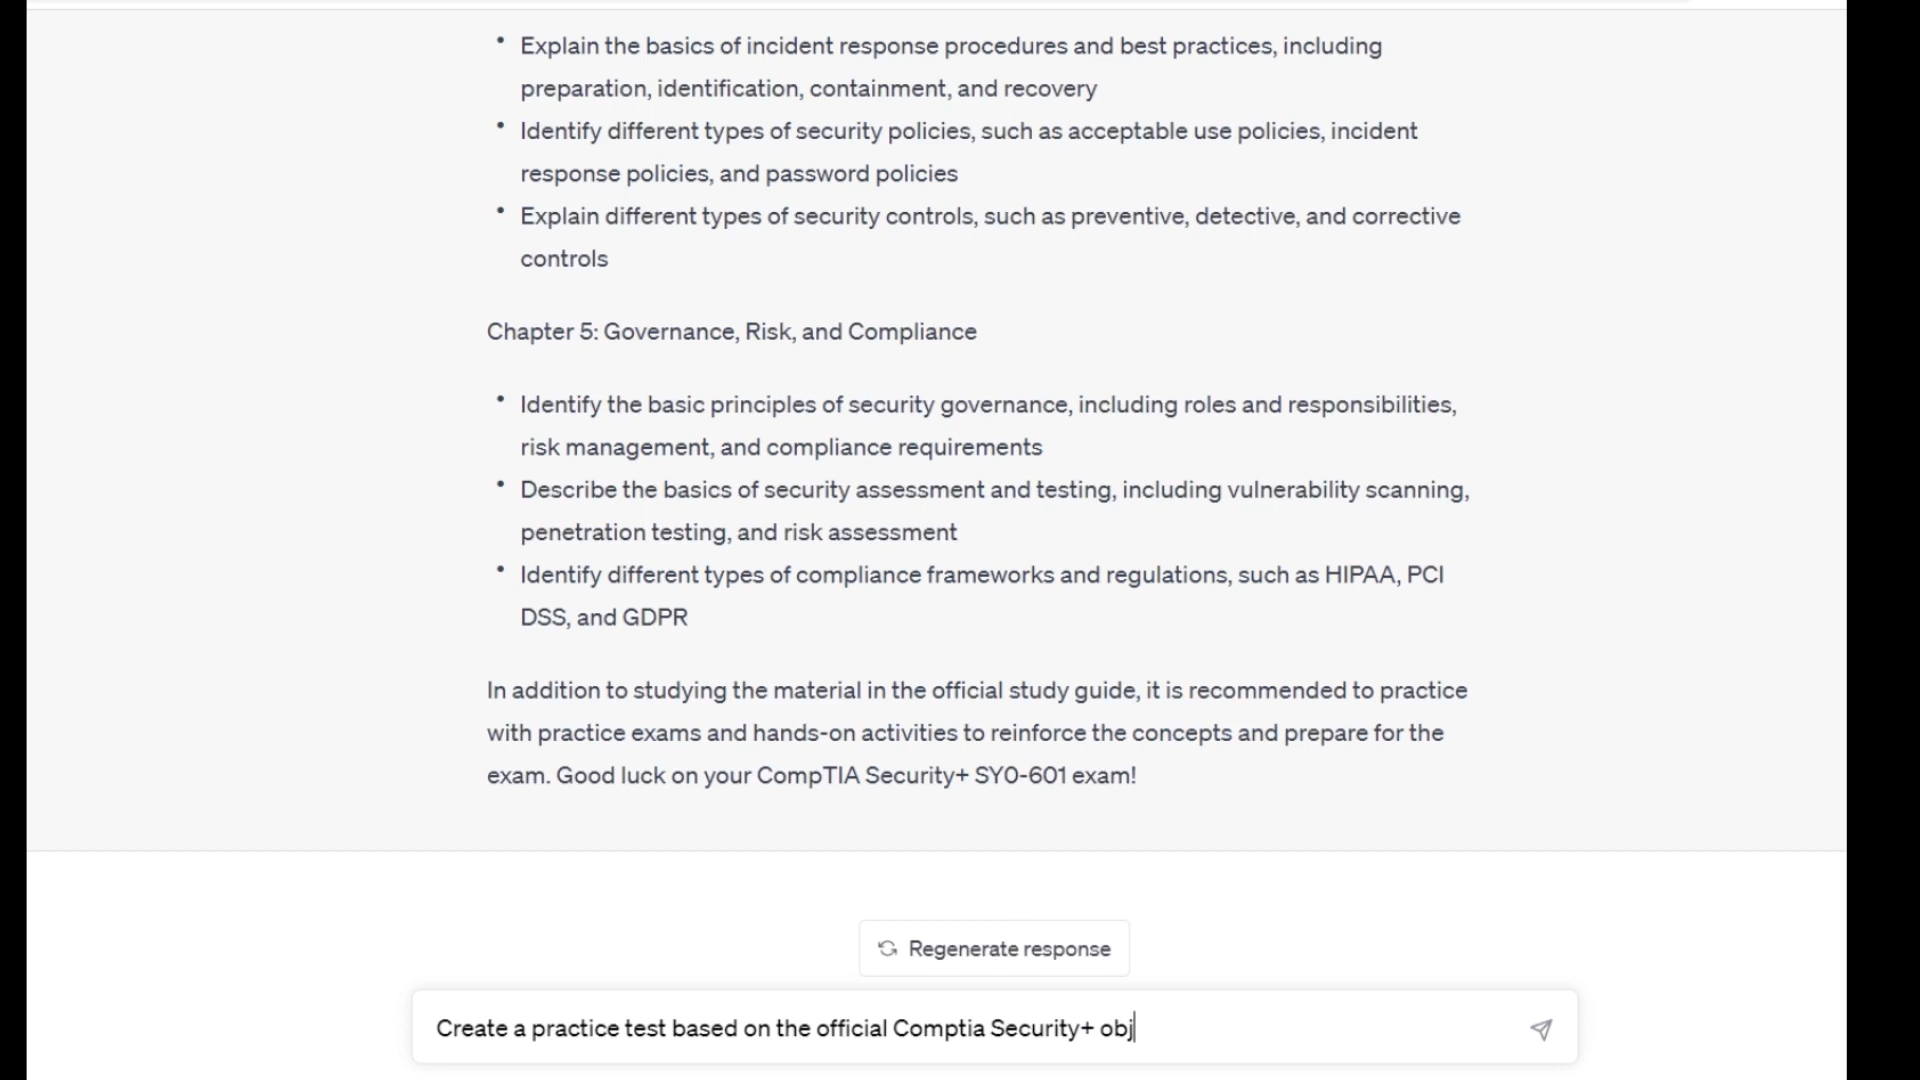 • Explain the basics of incident response procedures and best practices, including
preparation, identification, containment, and recovery
• Identify different types of security policies, such as acceptable use policies, incident
response policies, and password policies
• Explain different types of security controls, such as preventive, detective, and corrective
controls
Chapter 5: Governance, Risk, and Compliance
• Identify the basic principles of security governance, including roles and responsibilities,
risk management, and compliance requirements
• Describe the basics of security assessment and testing, including vulnerability scanning,
penetration testing, and risk assessment
• Identify different types of compliance frameworks and regulations, such as HIPAA, PCI
DSS, and GDPR
In addition to studying the material in the official study guide, it is recommended to practice
with practice exams and hands-on activities to reinforce the concepts and prepare for the
exam. Good luck on your CompTIA Security+ SY0-601 exam!
Regenerate response
Create a practice test based on the official Comptia Security+ obj